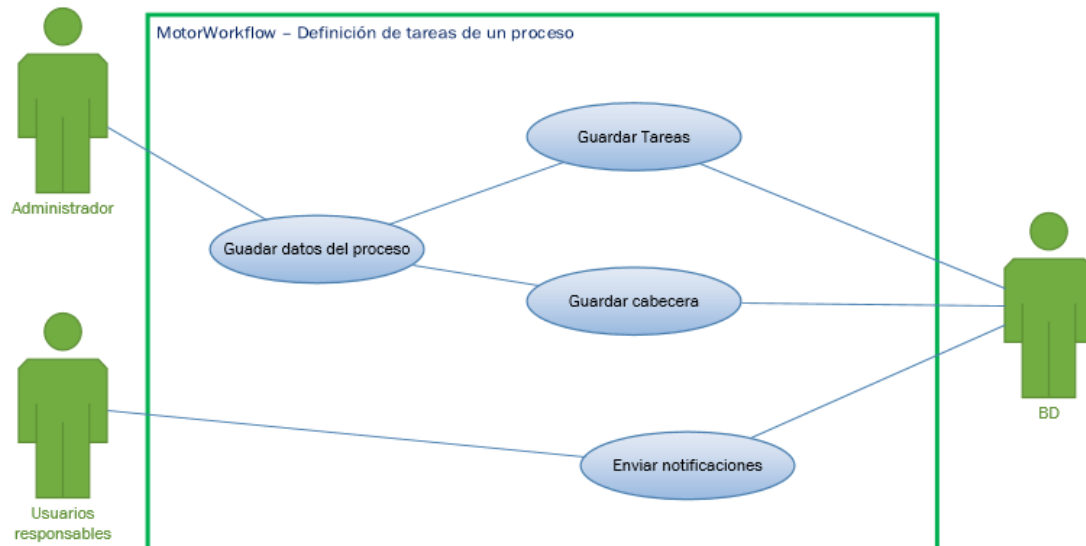 MotorWorkflow – Definición de tareas de un proceso
Guardar Tareas
Administrador
Guadar datos del proceso
Guardar cabecera
BD
Enviar notificaciones
Usuarios
responsables